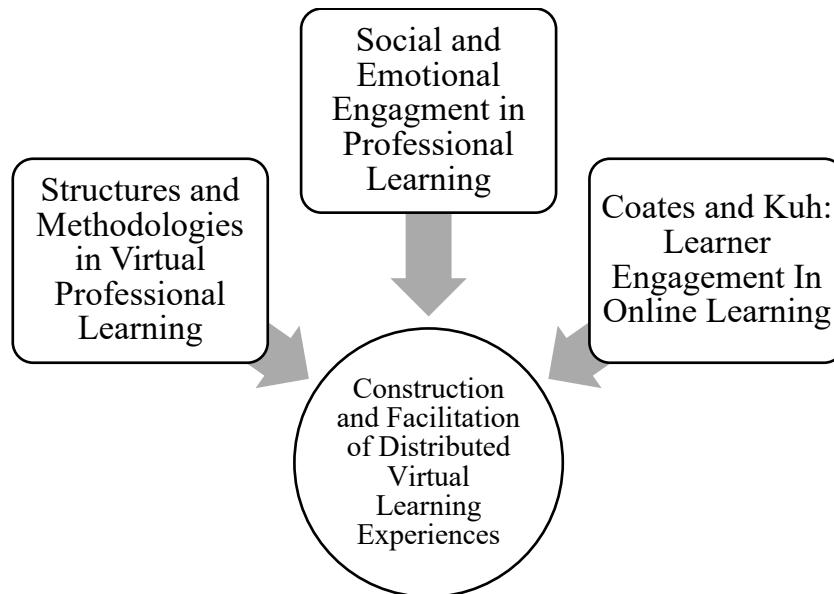 Social and
Emotional
Engagment in
Professional
Learning
Structures and
Methodologies
in Virtual
Professional
Learning
Coates and Kuh:
Learner
Engagement In
Online Learning
Construction
and Facilitation
of Distributed
Virtual
Learning
Experiences